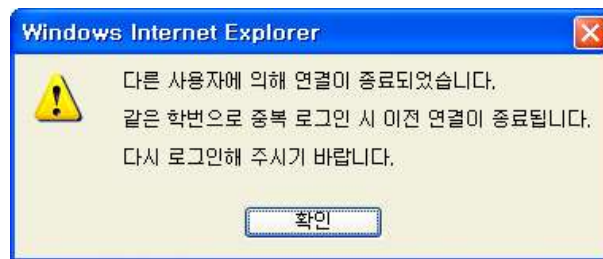 Windows Internet Explorer
다른 사용자에 의해 연결이 종료되었습니다.
같은 학번으로 중복 로그인 시 이전 연결이 종료됩니다.
다시 로그인해 주시기 바랍니다.
확인